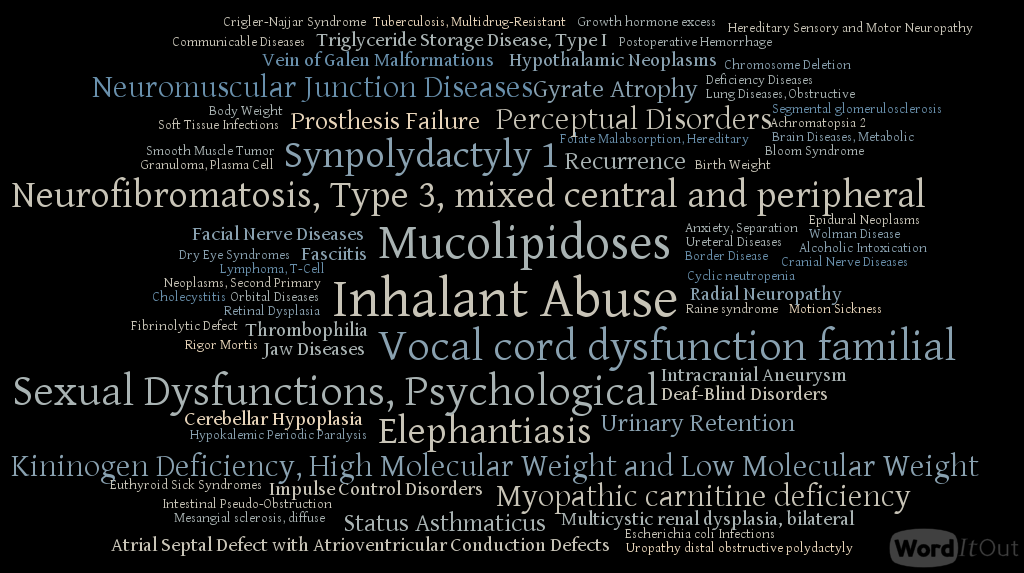 Crigler-Najjar Syndrome Tuberculosis, Multidrug-Resistant Growth hormone excess Hereditary Sensory and Motor Neuropathy
Communicable Diseases Triglyceride Storage Disease, Type I Postoperative Hemorrhage
Vein of Galen Malformations Hypothalamic Neoplasms Chromosome Deletion
Neuromuscular Junction Diseases Gyrate Atrophy Deficiency Diseases
Lung Diseases, Obstructive
Body Weight Prosthesis Failure Perceptual Disorders Segmental glomerulosclerosis
Soft Tissue Infections Achromatopsia 2
Folate Malabsorption, Hereditary Brain Diseases, Metabolic
Smooth Muscle Tumor Synpolydactyly 1 Recurrence Bloom Syndrome
Granuloma, Plasma Cell Birth Weight
Neurofibromatosis, Type 3, mixed central and peripheral
Epidural Neoplasms
Facial Nerve Diseases Mucolipidoses Anxiety, Separation Wolman Disease
Ureteral Diseases Alcoholic Intoxication
Dry Eye Syndromes Fasciitis Border Disease Cranial Nerve Diseases
Lymphoma, T-Cell Cyclic neutropenia
Neoplasms, Second Primary
Cholecystitis Orbital Diseases Inhalant Abuse Radial Neuropathy
Retinal Dysplasia Raine syndrome Motion Sickness
Fibrinolytic Defect Thrombophilia
Rigor Mortis Jaw Diseases Vocal cord dysfunction familial
Sexual Dysfunctions, Psychological Intracranial Aneurysm
Deaf-Blind Disorders
Cerebellar Hypoplasia Elephantiasis Urinary Retention
Hypokalemic Periodic Paralysis
Kininogen Deficiency, High Molecular Weight and Low Molecular Weight
Euthyroid Sick Syndromes Impulse Control Disorders Myopathic carnitine deficiency
Intestinal Pseudo-Obstruction
Mesangial sclerosis, diffuse Status Asthmaticus Multicystic renal dysplasia, bilateral
Escherichia coli Infections
Atrial Septal Defect with Atrioventricular Conduction Defects Uropathy distal obstructive polydactyly
WordItOut